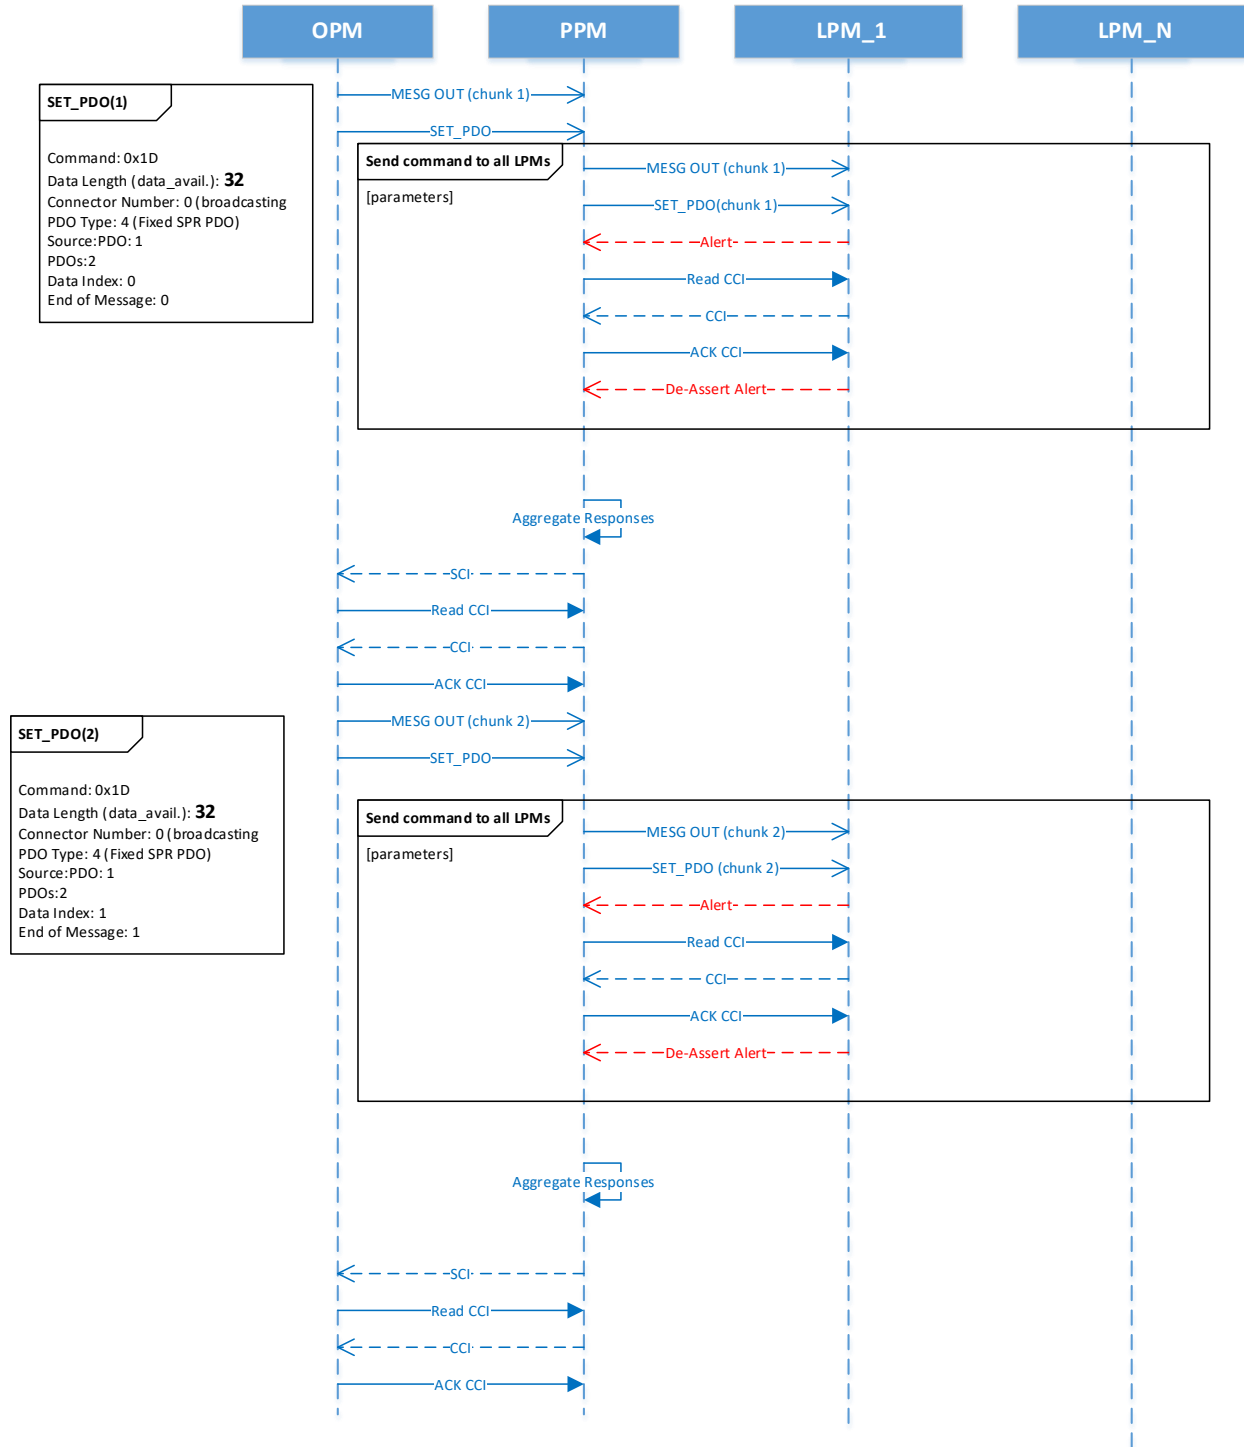 OPM
PPM
LPM_1
LPM_N
SET_PDO(1)
Command: 0x1D
Data Length (data_avail.): 32
Connector Number: 0 (broadcasting
PDO Type: 4 (Fixed SPR PDO)
Source:PDO: 1
PDOs:2
Data Index: 0
End of Message: 0
MESG OUT (chunk 1)
SET_PDO
Send command to all LPMs
[parameters]
MESG OUT (chunk 1)
SET_PDO(chunk 1)
Alert
Read CCI
CCI
ACK CCI
De-Assert Alert
Aggregate Responses
SCI
Read CCI
CCI
ACK CCI
MESG OUT (chunk 2)
SET_PDO
SET_PDO(2)
Command: 0x1D
Data Length (data_avail.): 32
Connector Number: 0 (broadcasting
PDO Type: 4 (Fixed SPR PDO)
Source:PDO: 1
PDOs:2
Data Index: 1
End of Message: 1
Send command to all LPMs
[parameters]
MESG OUT (chunk 2)
SET_PDO (chunk 2)
Alert
Read CCI
CCI
ACK CCI
De-Assert Alert
Aggregate Responses
SCI
Read CCI
CCI
ACK CCI